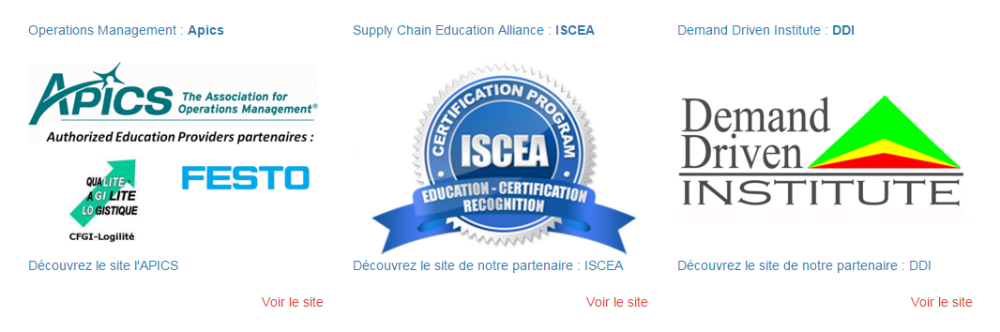 Operations Management : Apics
APICS The Association for
Operations Management®
Authorized Education Providers partenaires :
QUALITE -
AGILITE
LOGISTIQUE
CFGI-Logilité
FESTO
Découvrez le site l'APICS
Voir le site
Supply Chain Education Alliance : ISCEA
CERTIFICATION PROGRAM
ISCEA
EDUCATION - CERTIFICATION
RECOGNITION
Découvrez le site de notre partenaire : ISCEA
Voir le site
Demand Driven Institute : DDI
Demand
Driven
INSTITUTE
Découvrez le site de notre partenaire : DDI
Voir le site